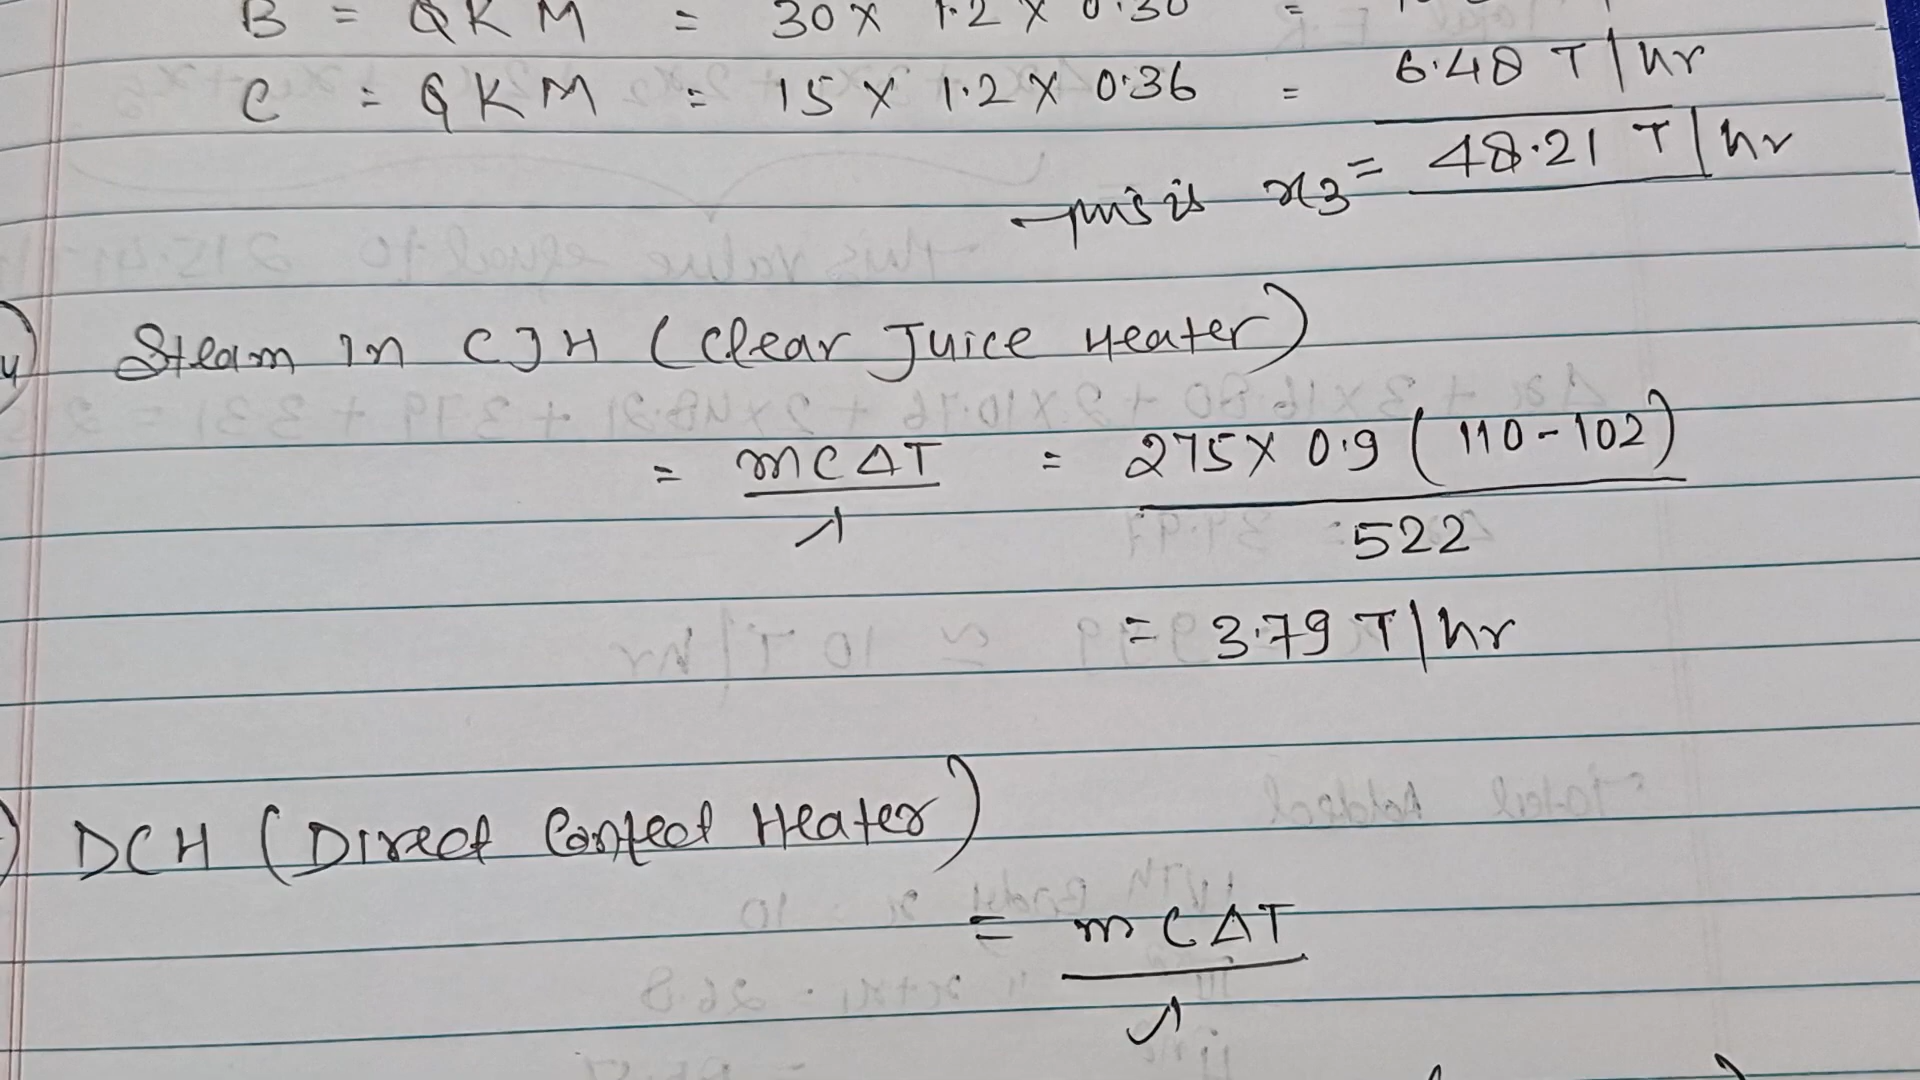 B = QKM = 30 X 1.2 X 0.30 =
C = QKM = 15 X 1.2 X 0.36 = 6.48 T/hr
This is x3 = 48.21 T/hr
Steam in CJH (Clear Juice Heater)
= mCΔT / λ = 275 X 0.9 (110-102) / 522
= 3.79 T/hr
DCH (Direct Contect Heater)
= mCΔT / λ